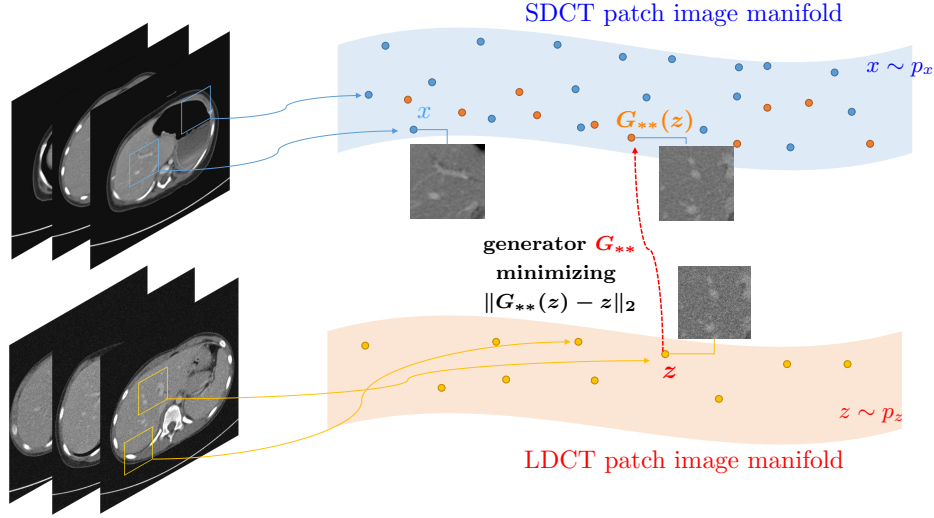 SDCT patch image manifold
x ∼ p_x
x
G_{**}(z)
generator G_{**}
minimizing
‖G_{**}(z) − z‖_2
z
z ∼ p_z
LDCT patch image manifold